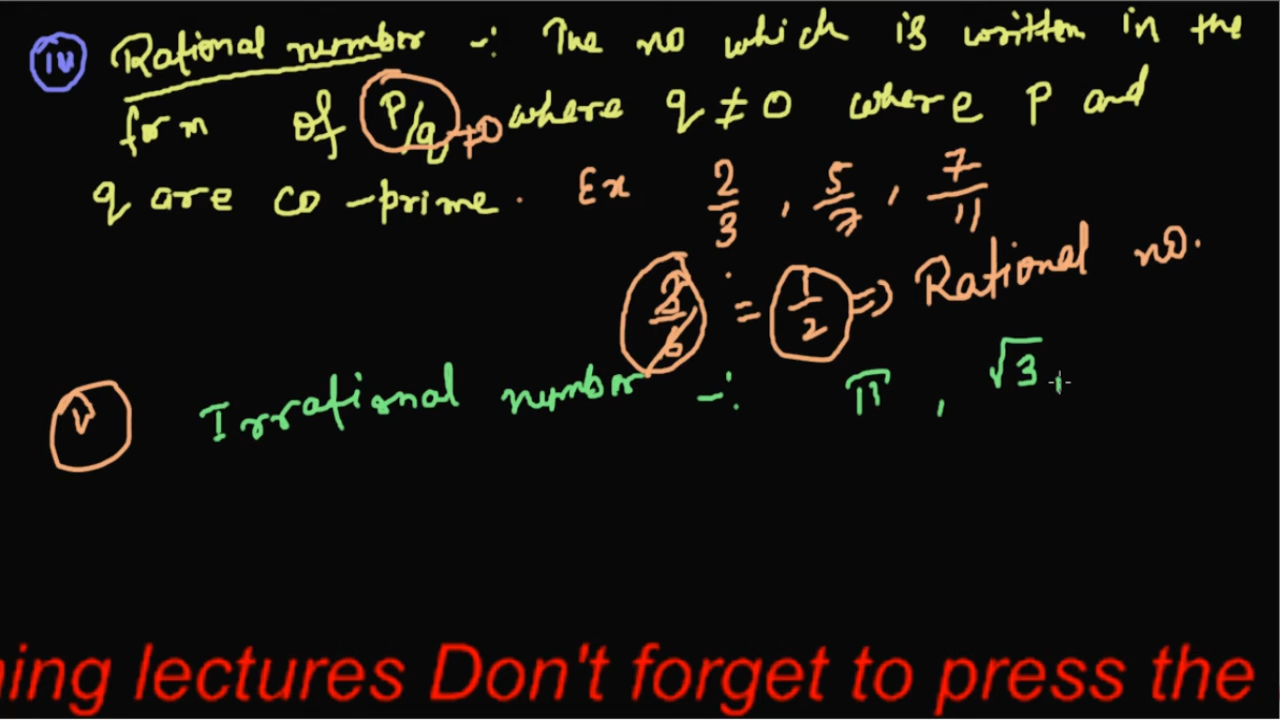 (iv) Rational number -: The no which is written in the
form of P/q ≠0 where q ≠ 0 where P and
q are co-prime. Ex 2/3, 5/7, 7/11
= 1/2 => Rational no.
(v) Irrational number -: π, √3,
ning lectures Don't forget to press the